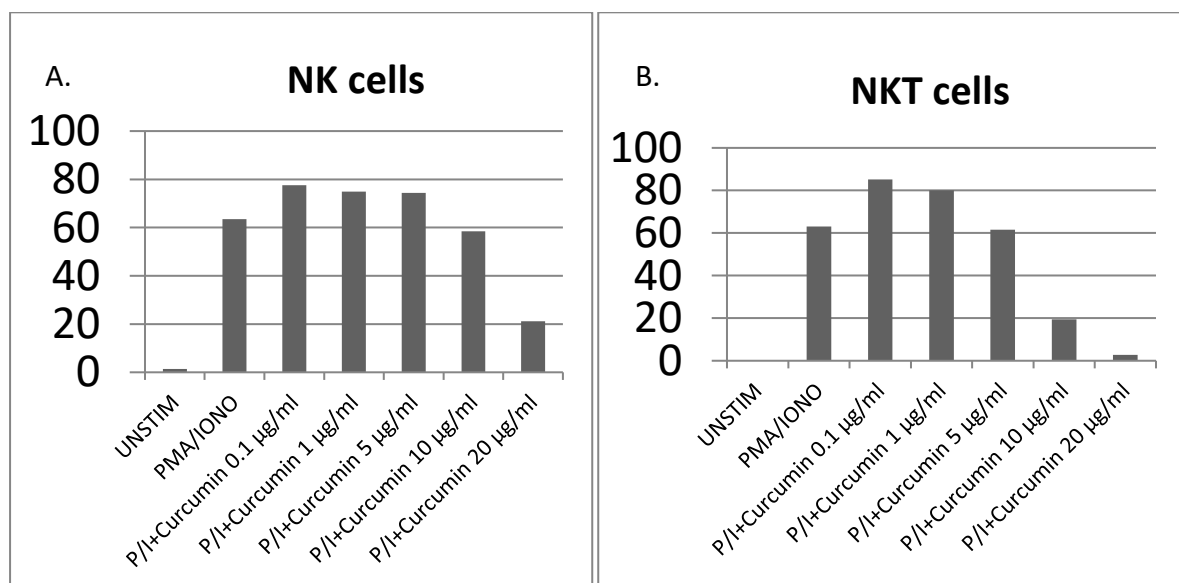 A.
NK cells
100
80
60
40
20
0
UNSTIM
PMA/IONO
P/I+Curcumin 0.1 µg/ml
P/I+Curcumin 1 µg/ml
P/I+Curcumin 5 µg/ml
P/I+Curcumin 10 µg/ml
P/I+Curcumin 20 µg/ml
B.
NKT cells
100
80
60
40
20
0
UNSTIM
PMA/IONO
P/I+Curcumin 0.1 µg/ml
P/I+Curcumin 1 µg/ml
P/I+Curcumin 5 µg/ml
P/I+Curcumin 10 µg/ml
P/I+Curcumin 20 µg/ml